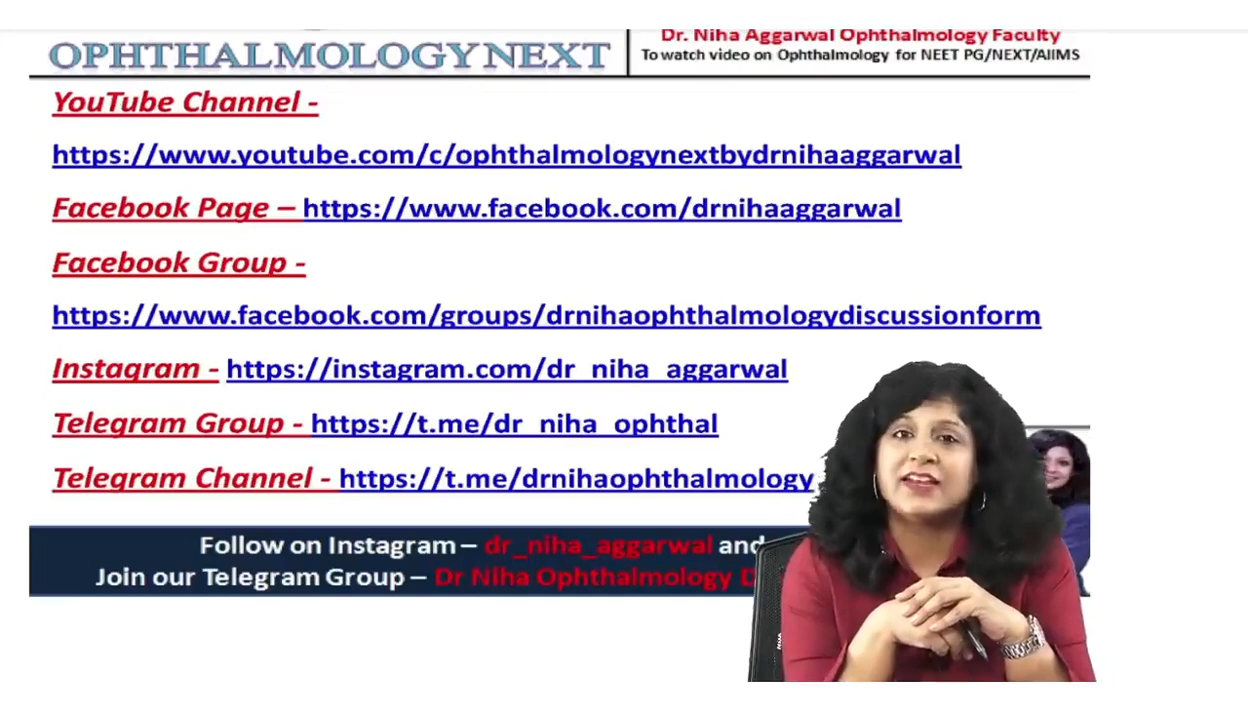 Dr. Niha Aggarwal Ophthalmology Faculty
OPHTHALMOLOGY NEXT
To watch video on Ophthalmology for NEET PG/NEXT/AIIMS
YouTube Channel -
https://www.youtube.com/c/ophthalmologynextbydrnihaaggarwal
Facebook Page – https://www.facebook.com/drnihaaggarwal
Facebook Group -
https://www.facebook.com/groups/drnihaophthalmologydiscussionform
Instagram - https://instagram.com/dr_niha_aggarwal
Telegram Group - https://t.me/dr_niha_ophthal
Telegram Channel - https://t.me/drnihaophthalmology
Follow on Instagram – dr_niha_aggarwal and
Join our Telegram Group – Dr Niha Ophthalmology D